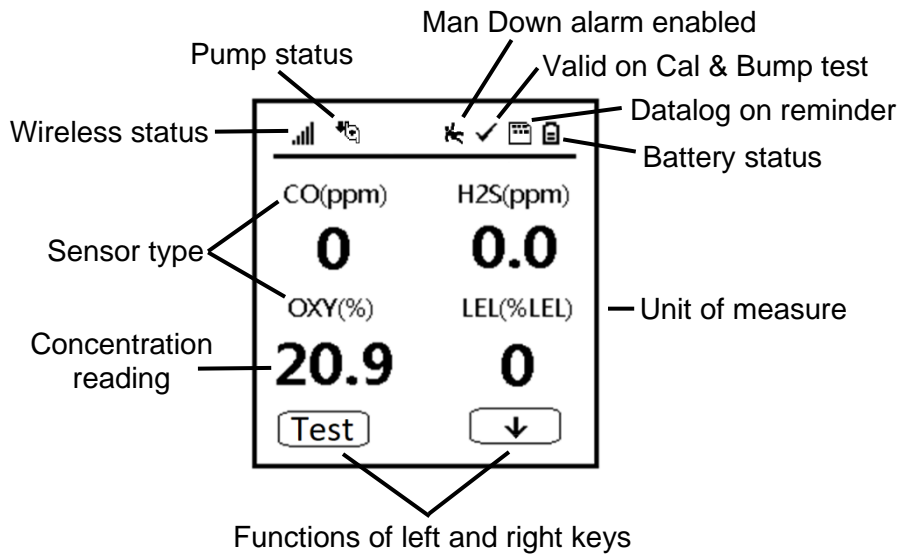 Man Down alarm enabled
Pump status
Valid on Cal & Bump test
Datalog on reminder
Wireless status
Battery status
CO(ppm) H2S(ppm)
Sensor type
0 0.0
OXY(%) LEL(%LEL)
Unit of measure
Concentration
reading
20.9 0
Test
Functions of left and right keys